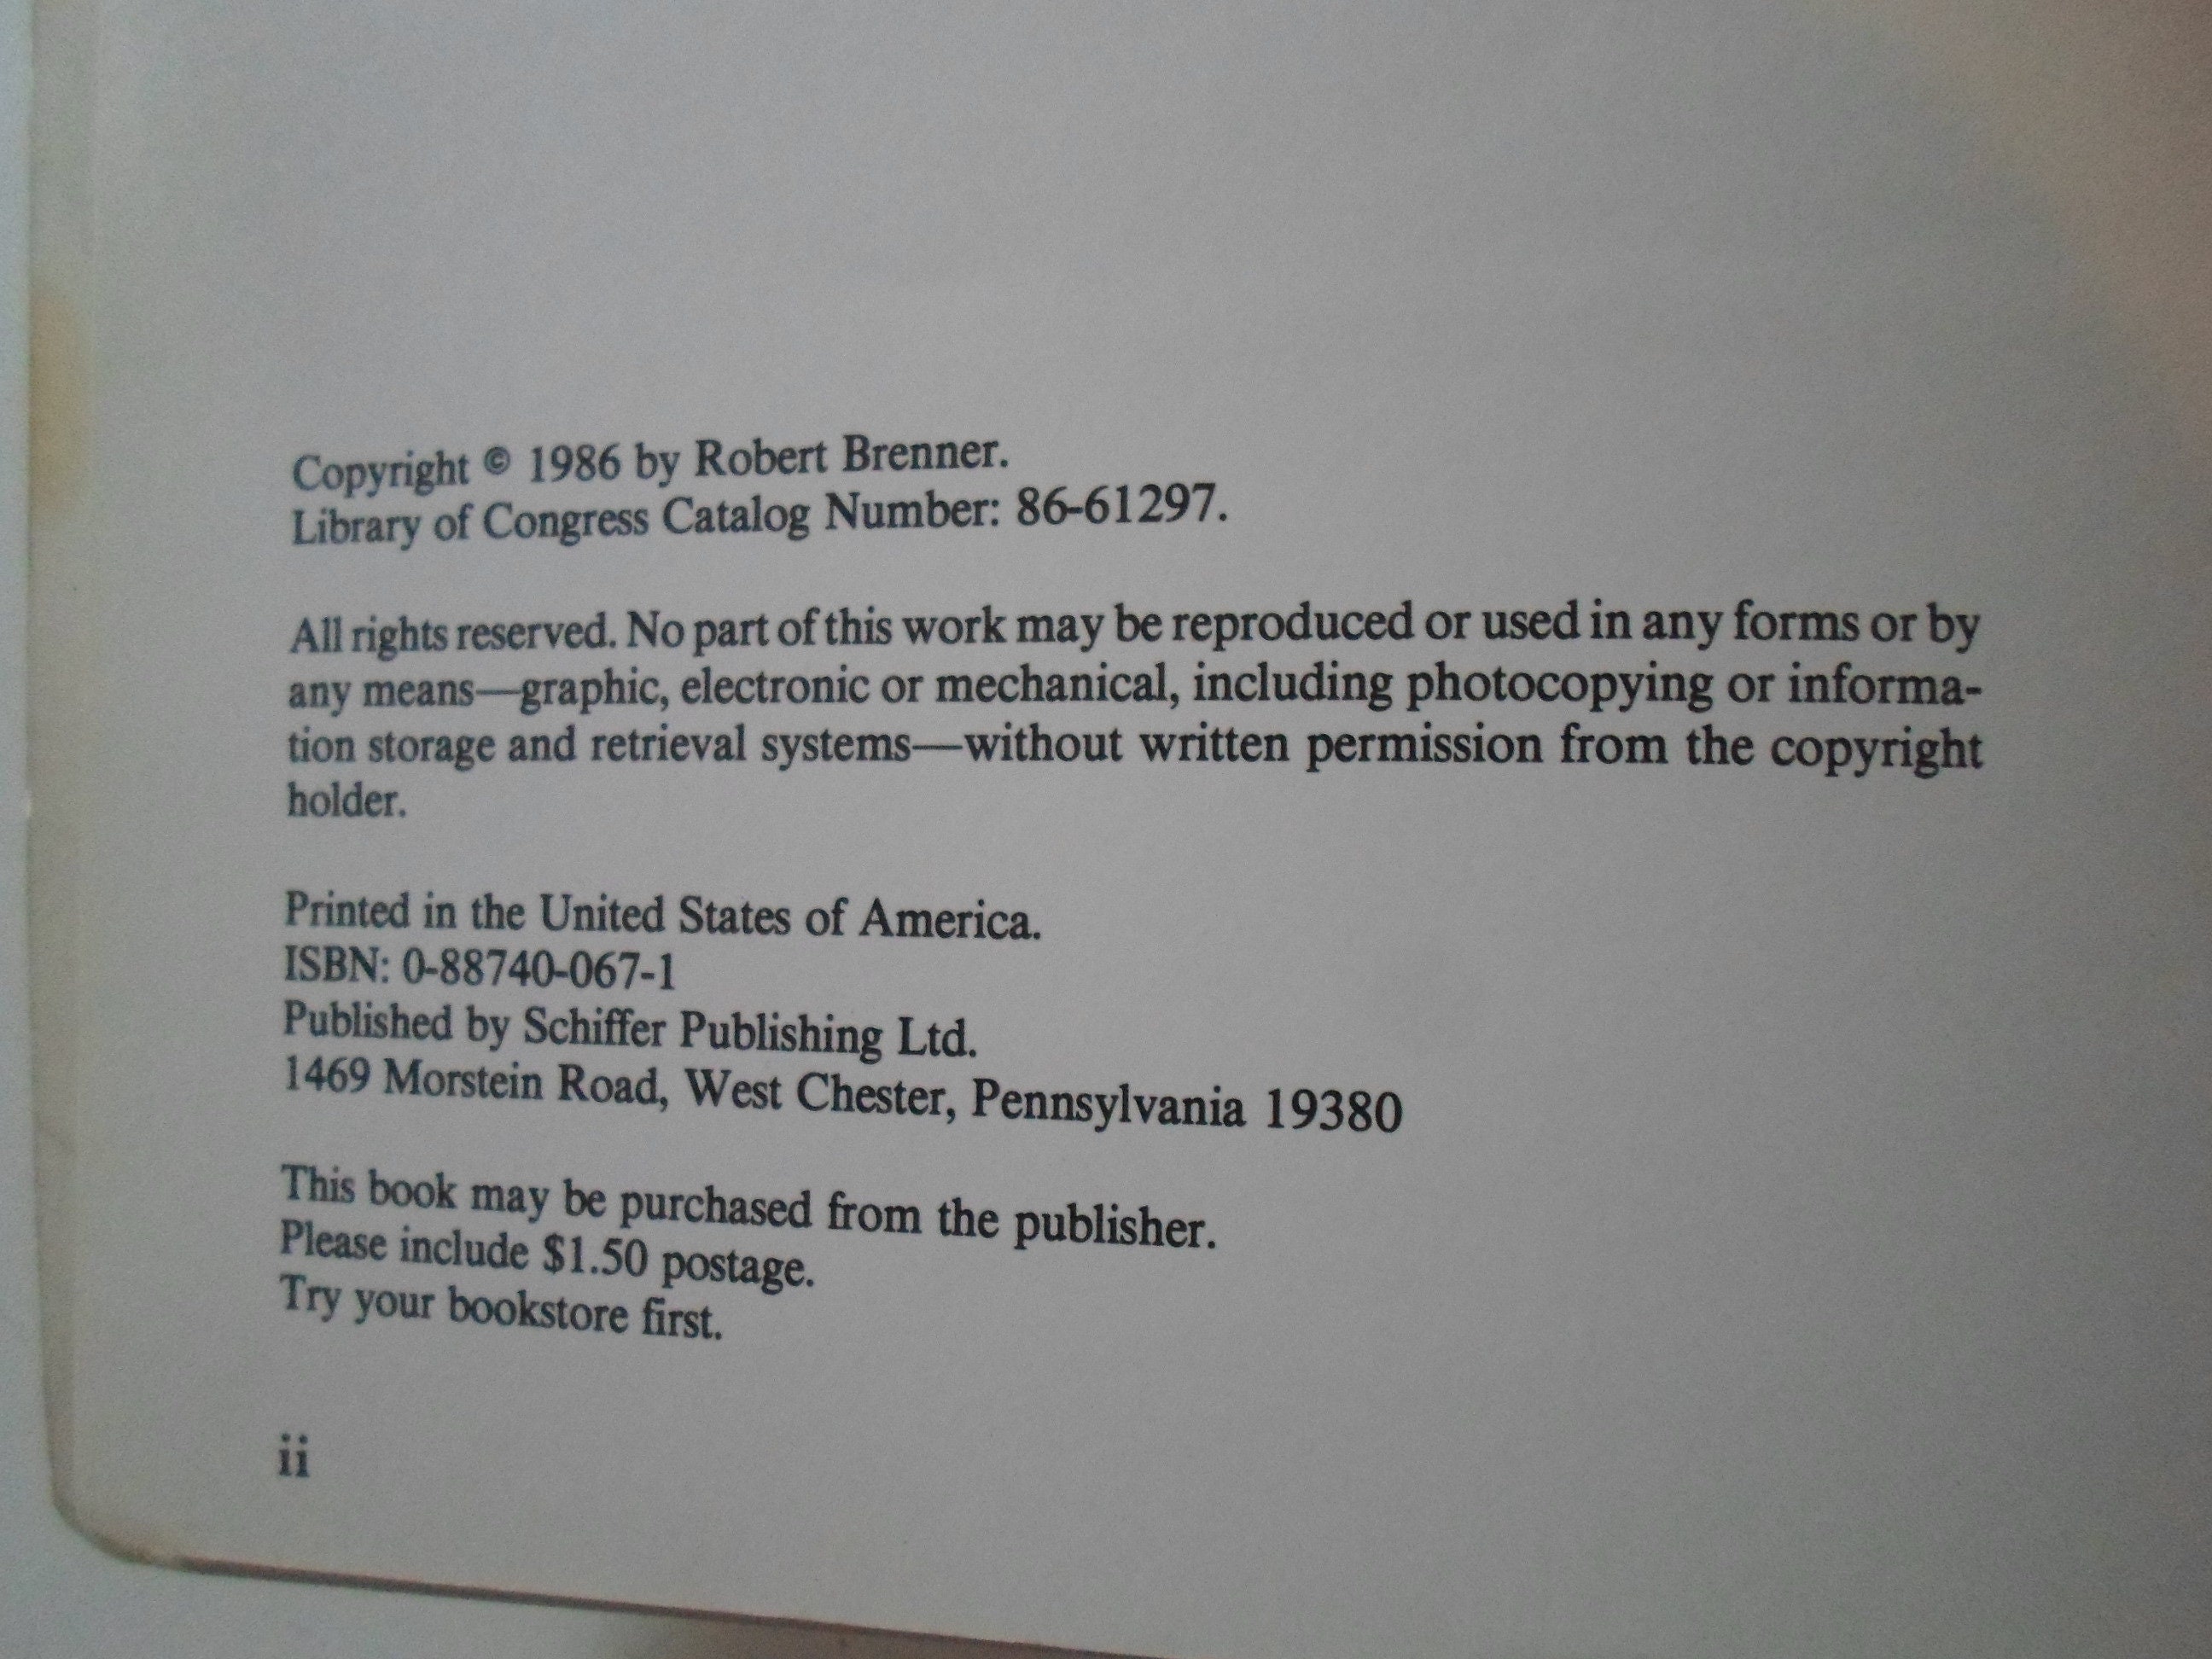 Copyright © 1986 by Robert Brenner.
Library of Congress Catalog Number: 86-61297.
All rights reserved. No part of this work may be reproduced or used in any forms or by
any means—graphic, electronic or mechanical, including photocopying or informa-
tion storage and retrieval systems—without written permission from the copyright
holder.
Printed in the United States of America.
ISBN: 0-88740-067-1
Published by Schiffer Publishing Ltd.
1469 Morstein Road, West Chester, Pennsylvania 19380
This book may be purchased from the publisher.
Please include $1.50 postage.
Try your bookstore first.
ii